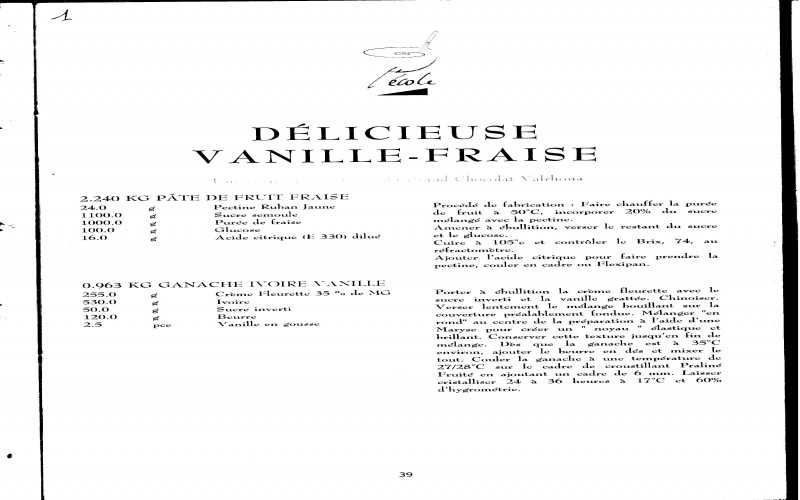 1
l'école
DÉLICIEUSE
VANILLE-FRAISE
Chocolat Valrhona
2.240 KG PÂTE DE FRUIT FRAISE
24.0 g Pectine Ruban Jaune
1100.0 g Sucre semoule
1000.0 g Purée de fraise
100.0 g Glucose
16.0 g Acide citrique (E 330) dilué
Procédé de fabrication : Faire chauffer la purée
de fruit à 50°C, incorporer 20% du sucre
mélangé avec la pectine.
Amener à ébullition, verser le restant du sucre
et le glucose.
Cuire à 105°c et contrôler le Brix, 74, au
réfractomètre.
Ajouter l'acide citrique pour faire prendre la
pectine, couler en cadre ou Flexipan.
0.963 KG GANACHE IVOIRE VANILLE
255.0 g Crème Fleurette 35 % de MG
530.0 g Ivoire
50.0 g Sucre inverti
120.0 g Beurre
2.5 pce Vanille en gousse
Porter à ébullition la crème fleurette avec le
sucre inverti et la vanille grattée. Chinoiser.
Verser lentement le mélange bouillant sur la
couverture préalablement fondue. Mélanger "en
rond" au centre de la préparation à l'aide d'une
Maryse pour créer un " noyau " élastique et
brillant. Conserver cette texture jusqu'en fin de
mélange. Dès que la ganache est à 35°C
environ, ajouter le beurre en dés et mixer le
tout. Couler la ganache à une température de
27/28°C sur le cadre de croustillant Praliné
Fruité en ajoutant un cadre de 6 mm. Laisser
cristalliser 24 à 36 heures à 17°C et 60%
d'hygrométrie.
39